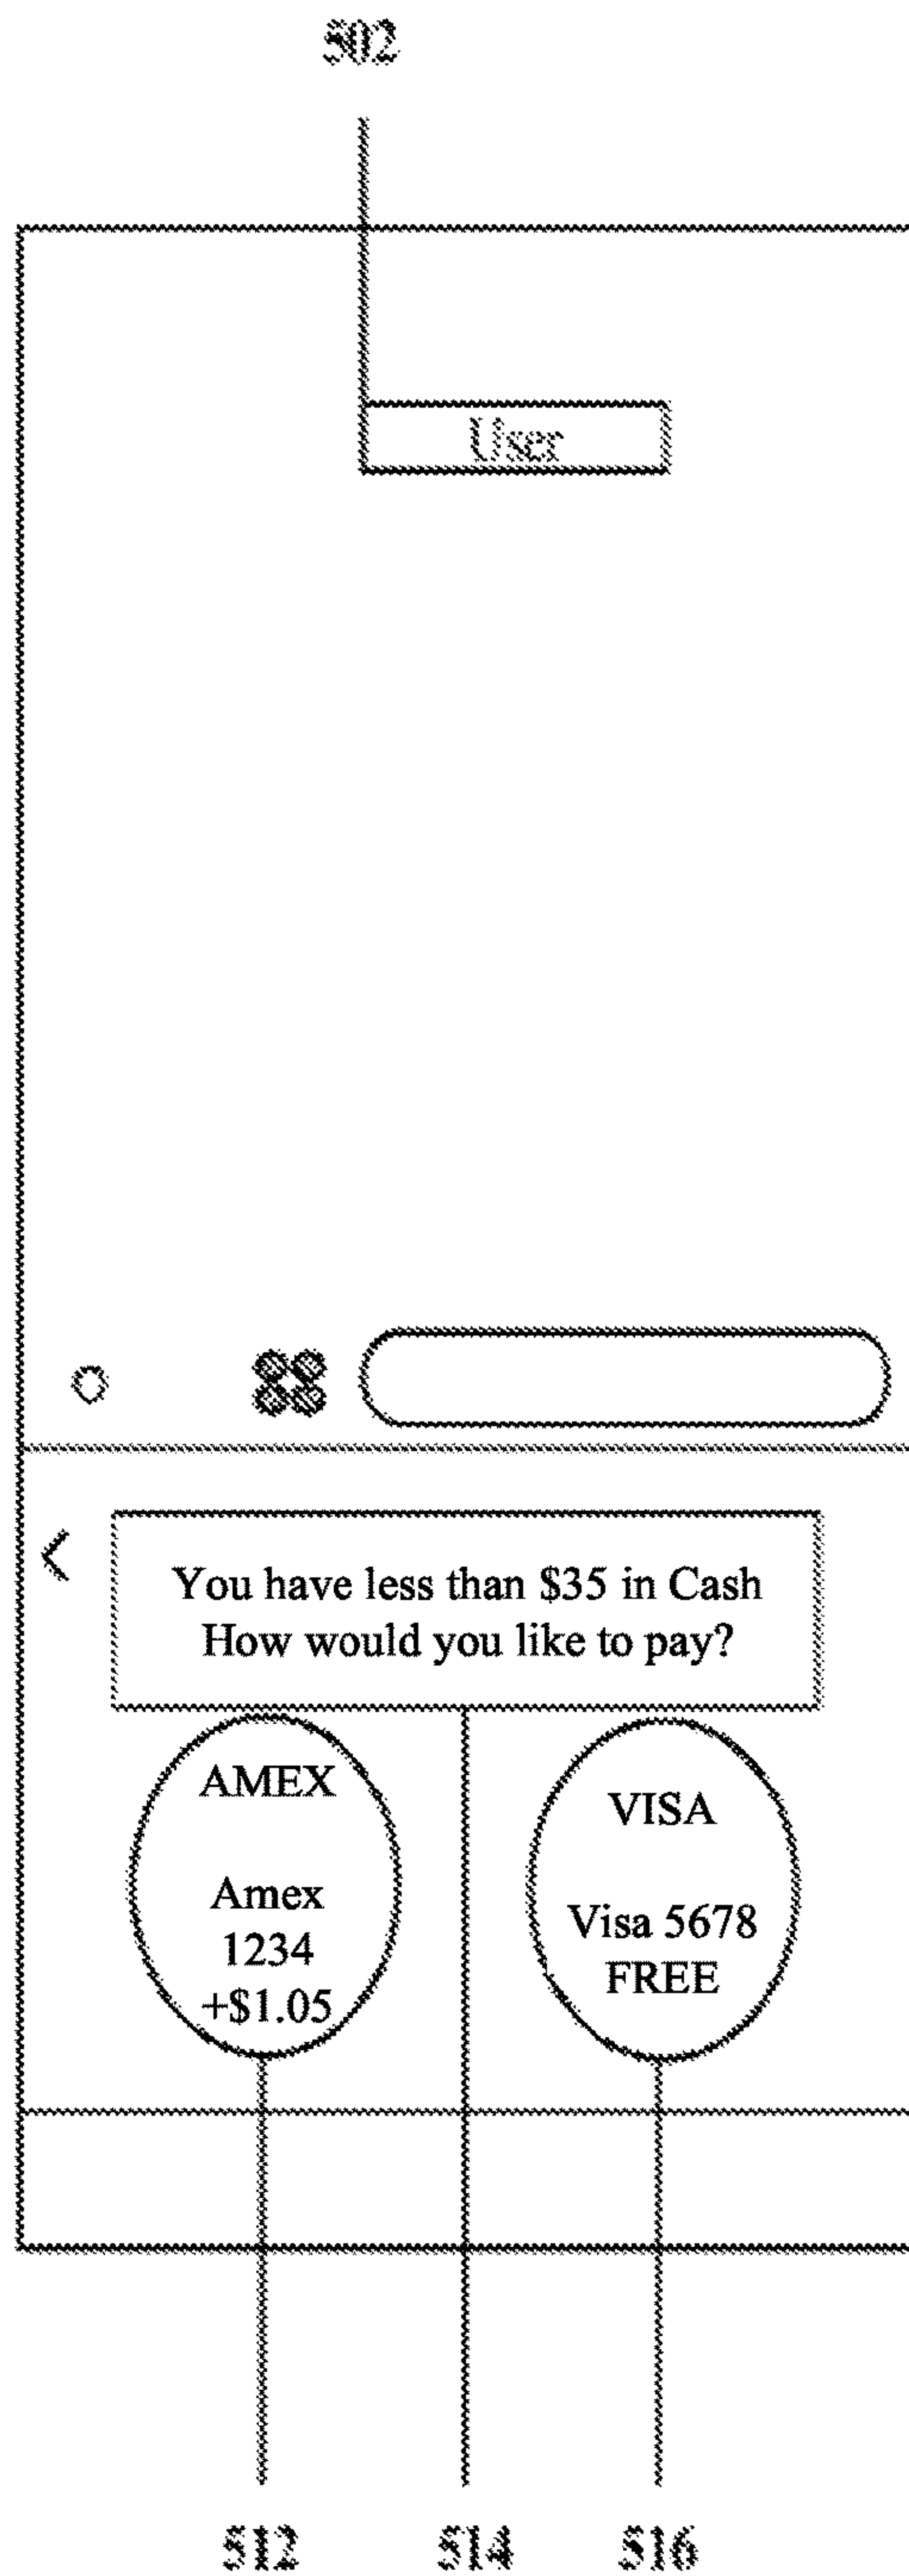 502
User
You have less than $35 in Cash
How would you like to pay?
AMEX
Amex
1234
+$1.05
VISA
Visa 5678
FREE
512
514
516